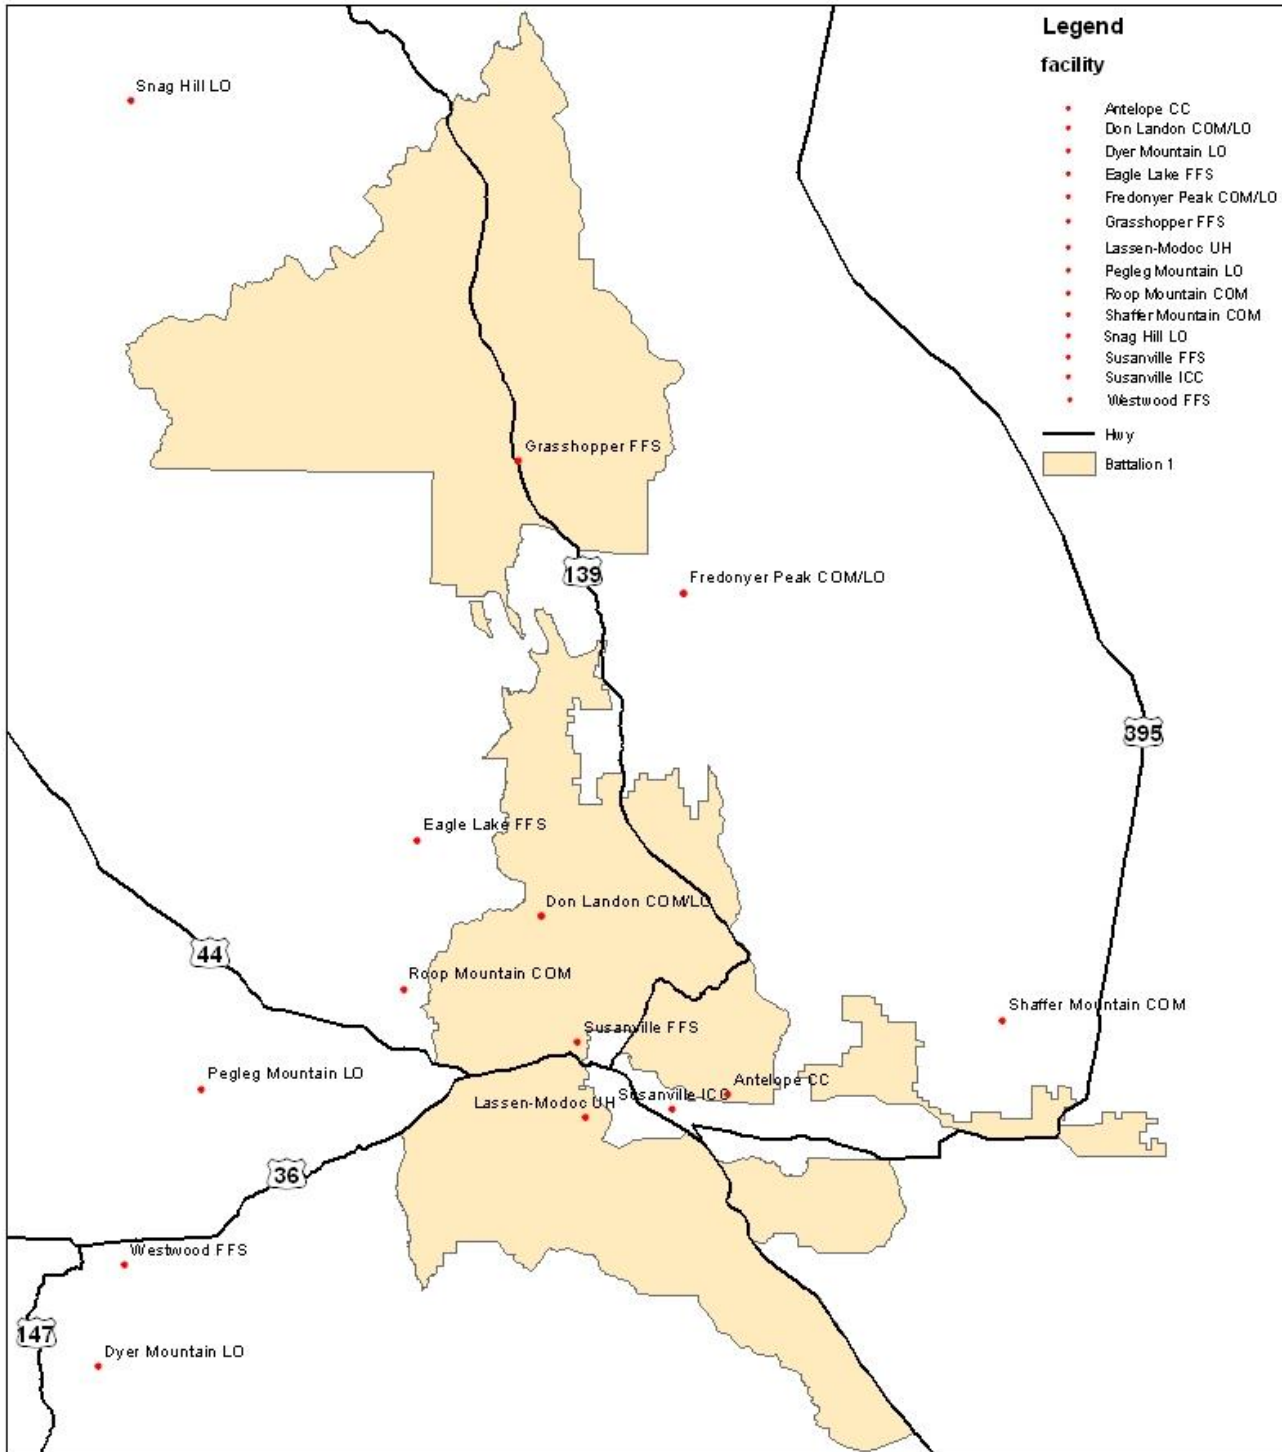 Legend
facility
Antelope CC
Don Landon COM/LO
Dyer Mountain LO
Eagle Lake FFS
Fredonyer Peak COM/LO
Grasshopper FFS
Lassen-Modoc UH
Pegleg Mountain LO
Roop Mountain COM
Shaffer Mountain COM
Snag Hill LO
Susanville FFS
Susanville ICC
Westwood FFS
Hwy
Battalion 1
Snag Hill LO
Grasshopper FFS
139
Fredonyer Peak COM/LO
395
Eagle Lake FFS
Don Landon COM/LO
44
Roop Mountain COM
Shaffer Mountain COM
Susanville FFS
Pegleg Mountain LO
Antelope CC
Susanville ICC
Lassen-Modoc UH
36
Westwood FFS
147
Dyer Mountain LO